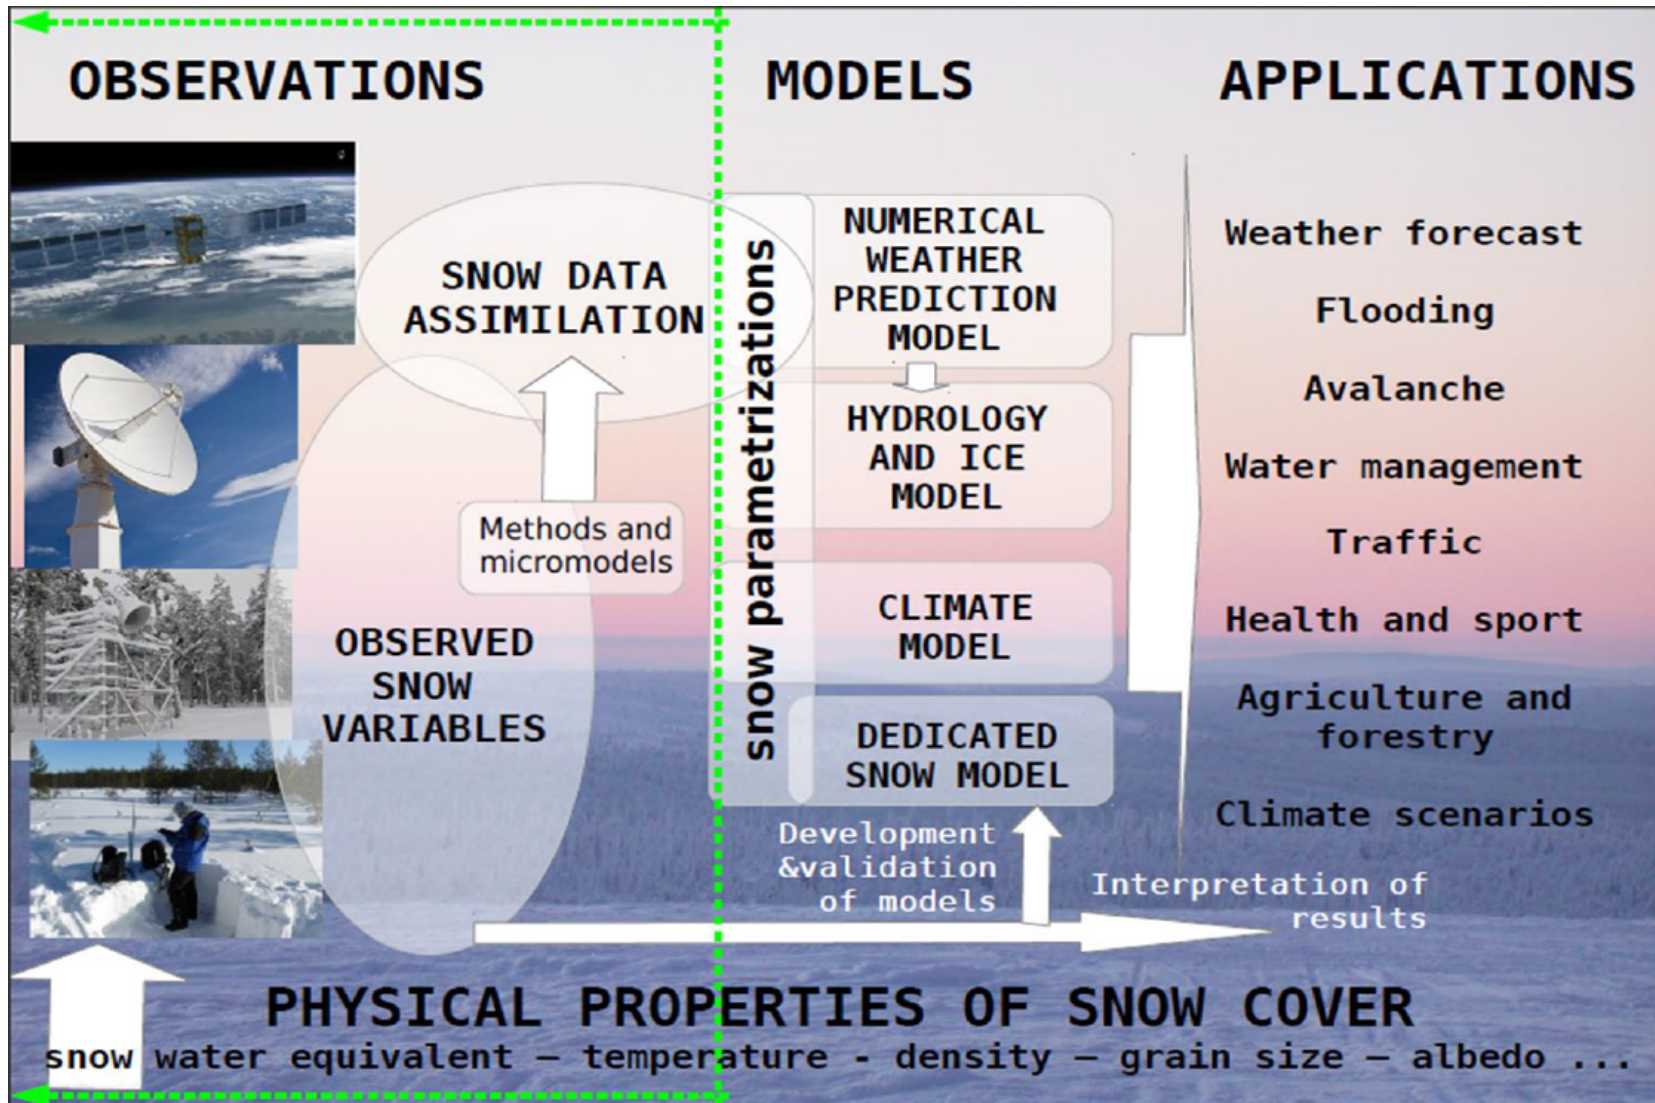 OBSERVATIONS
MODELS
APPLICATIONS
SNOW DATA
ASSIMILATION
Methods and
micromodels
OBSERVED
SNOW
VARIABLES
snow parametrizations
NUMERICAL
WEATHER
PREDICTION
MODEL
HYDROLOGY
AND ICE
MODEL
CLIMATE
MODEL
DEDICATED
SNOW MODEL
Development
&validation
of models
Interpretation of
results
Weather forecast
Flooding
Avalanche
Water management
Traffic
Health and sport
Agriculture and
forestry
Climate scenarios
PHYSICAL PROPERTIES OF SNOW COVER
snow water equivalent – temperature - density – grain size – albedo ...